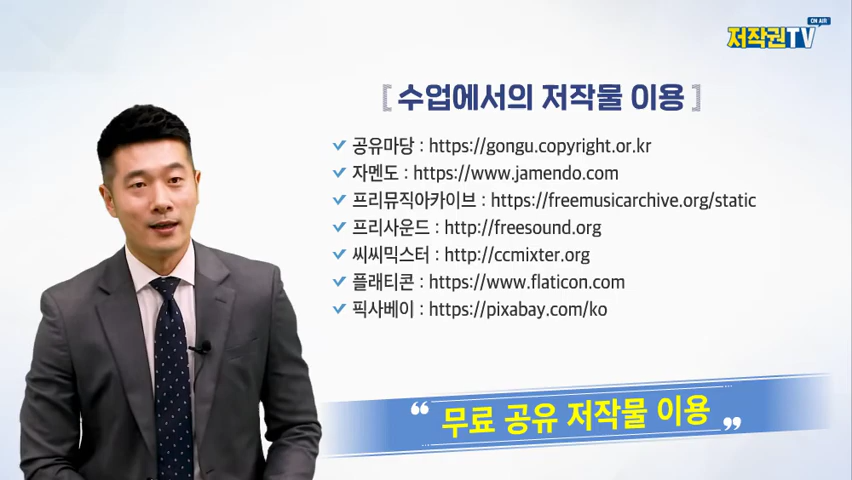 ON AIR
저작권TV
[ 수업에서의 저작물 이용 ]
공유마당 : https://gongu.copyright.or.kr
자멘도 : https://www.jamendo.com
프리뮤직아카이브 : https://freemusicarchive.org/static
프리사운드 : http://freesound.org
씨씨믹스터 : http://ccmixter.org
플래티콘 : https://www.flaticon.com
픽사베이 : https://pixabay.com/ko
“ 무료 공유 저작물 이용 ”